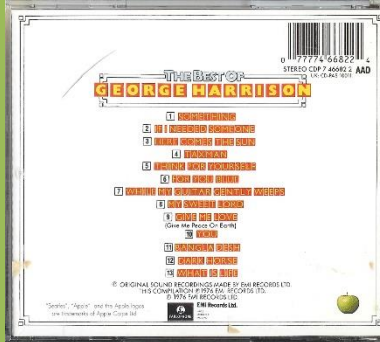 0 77774 66822 4
STEREO CDP 7 46682 2 AAD
THE BEST OF
GEORGE HARRISON
1 SOMETHING
2 IF I NEEDED SOMEONE
3 HERE COMES THE SUN
4 TAXMAN
5 THINK FOR YOURSELF
6 FOR YOU BLUE
7 WHILE MY GUITAR GENTLY WEEPS
8 MY SWEET LORD
9 GIVE ME LOVE
(Give Me Peace On Earth)
10 YOU
11 BANGLA DESH
12 DARK HORSE
13 WHAT IS LIFE
℗ ORIGINAL SOUND RECORDINGS MADE BY EMI RECORDS LTD.
THIS COMPILATION ℗ 1976 EMI RECORDS LTD.
© 1976 EMI RECORDS LTD.
PARLOPHONE
EMI Records Ltd.
"Beatles", "Apple" and the Apple logos
are trademarks of Apple Corps Ltd